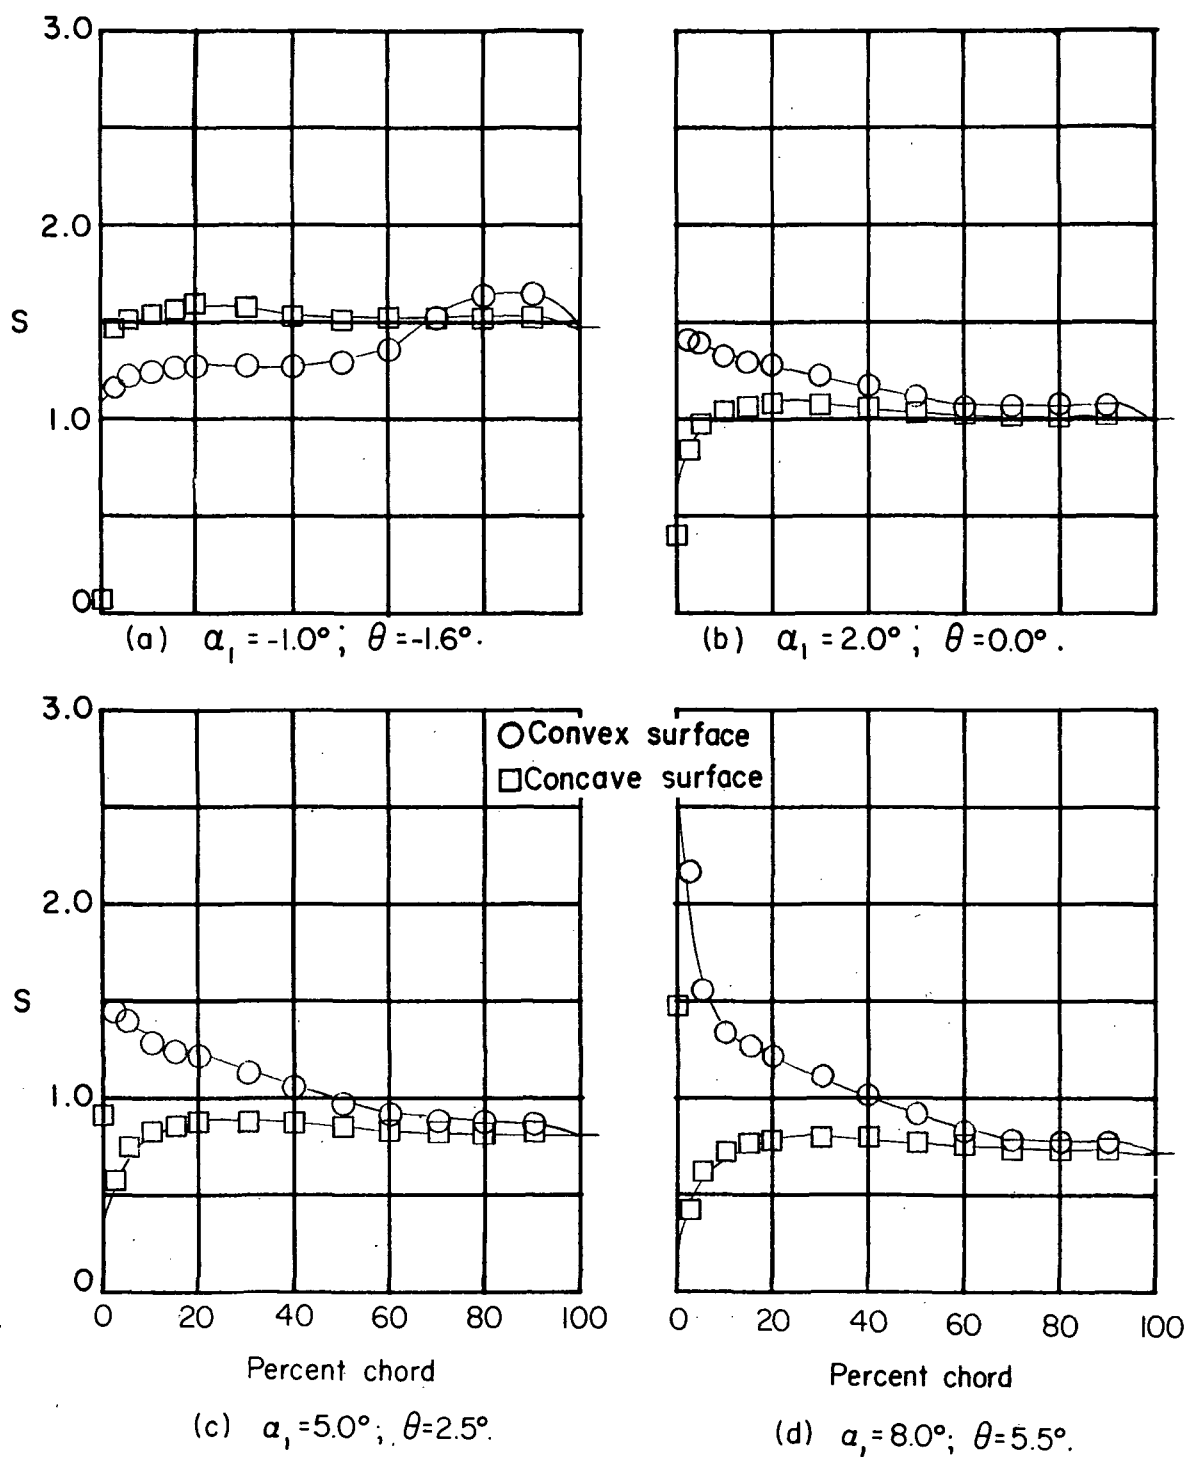 3.0
2.0
S
1.0
0
(a) α₁ = -1.0°; θ = -1.6°.
(b) α₁ = 2.0°; θ = 0.0°.
3.0
Convex surface
Concave surface
2.0
S
1.0
0
0 20 40 60 80 100
0 20 40 60 80 100
Percent chord
Percent chord
(c) α₁ = 5.0°; θ = 2.5°.
(d) α₁ = 8.0°; θ = 5.5°.